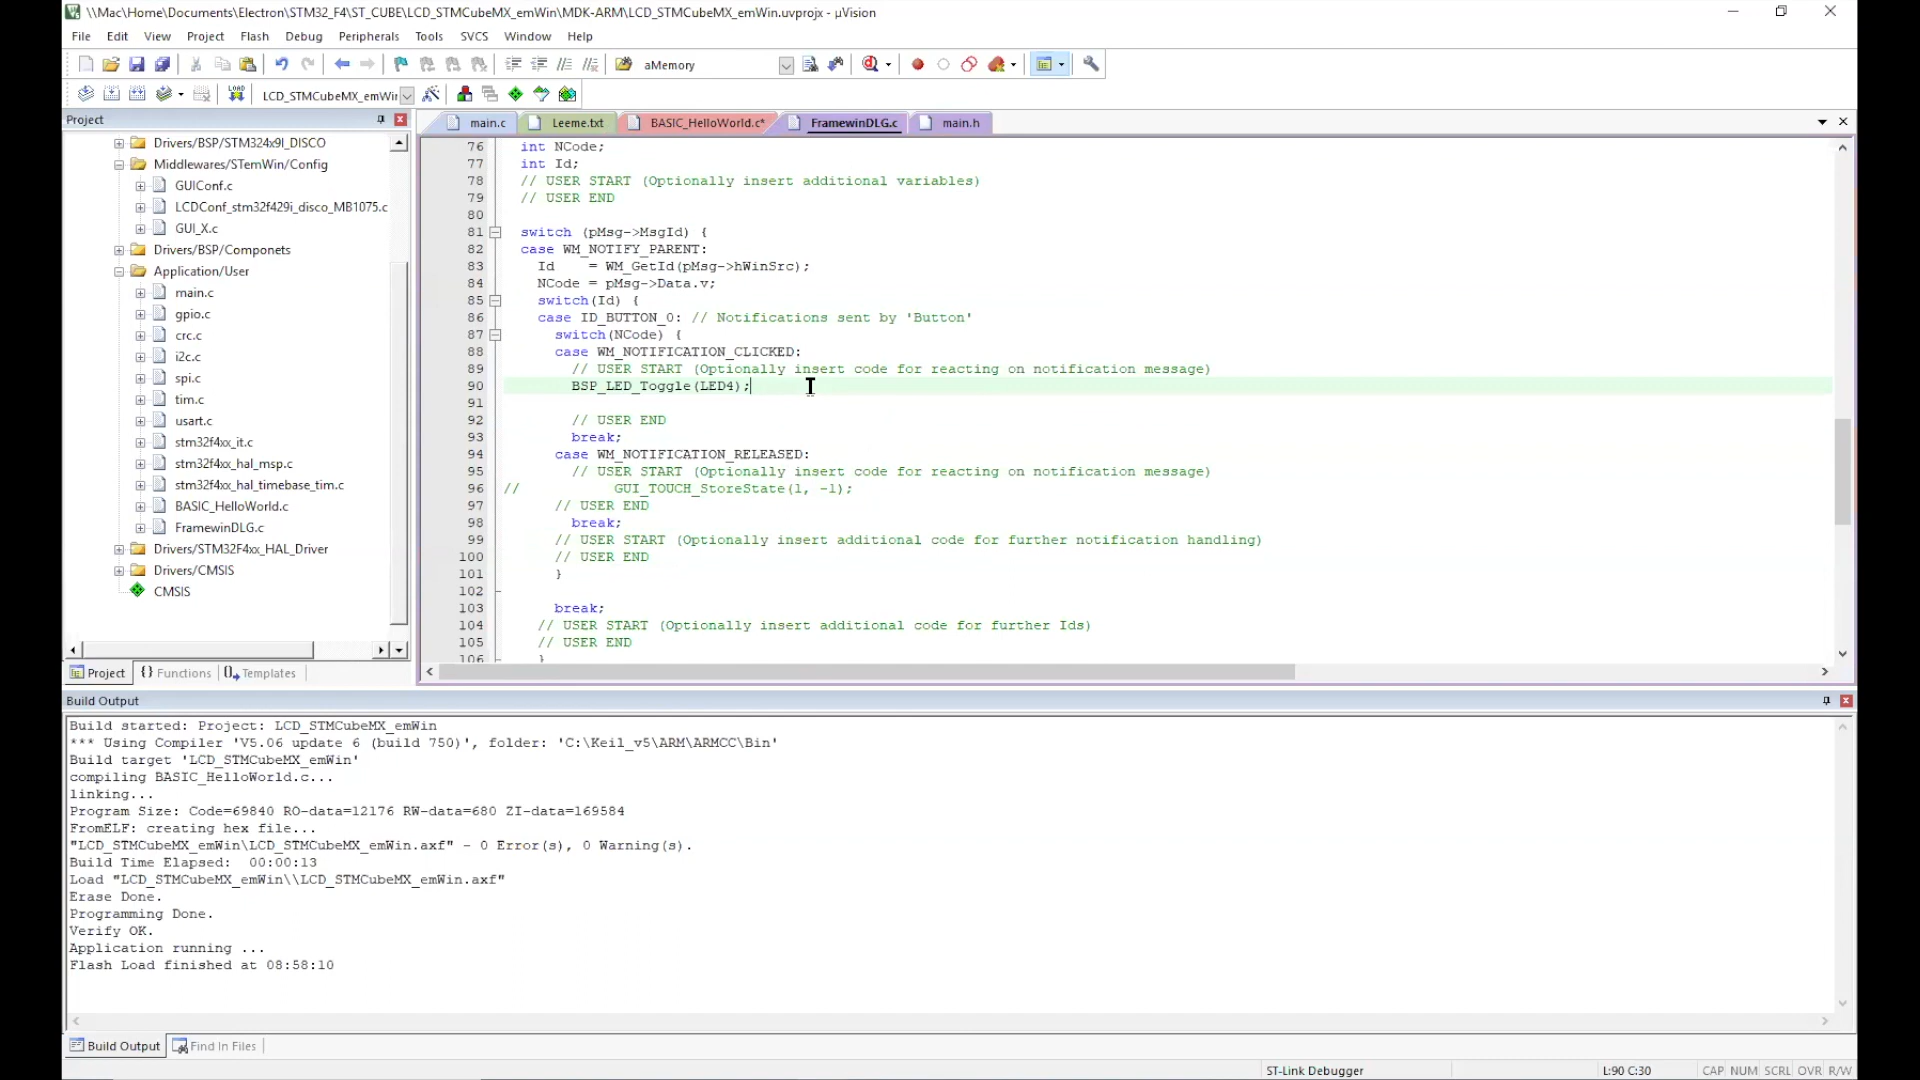 \\Mac\Home\Documents\Electron\STM32_F4\ST_CUBE\LCD_STMCubeMX_emWin\MDK-ARM\LCD_STMCubeMX_emWin.uvprojx - µVision
File Edit View Project Flash Debug Peripherals Tools SVCS Window Help
aMemory
LOAD LCD_STMCubeMX_emWir
Project
main.c Leeme.txt BASIC_HelloWorld.c* FramewinDLG.c main.h
Drivers/BSP/STM324x9I_DISCO
Middlewares/STemWin/Config
GUIConf.c
LCDConf_stm32f429i_disco_MB1075.c
GUI_X.c
Drivers/BSP/Componets
Application/User
main.c
gpio.c
crc.c
i2c.c
spi.c
tim.c
usart.c
stm32f4xx_it.c
stm32f4xx_hal_msp.c
stm32f4xx_hal_timebase_tim.c
BASIC_HelloWorld.c
FramewinDLG.c
Drivers/STM32F4xx_HAL_Driver
Drivers/CMSIS
CMSIS
Project {} Functions Templates
76 int NCode;
77 int Id;
78 // USER START (Optionally insert additional variables)
79 // USER END
80
81 switch (pMsg->MsgId) {
82 case WM_NOTIFY_PARENT:
83 Id = WM_GetId(pMsg->hWinSrc);
84 NCode = pMsg->Data.v;
85 switch(Id) {
86 case ID_BUTTON_0: // Notifications sent by 'Button'
87 switch(NCode) {
88 case WM_NOTIFICATION_CLICKED:
89 // USER START (Optionally insert code for reacting on notification message)
90 BSP_LED_Toggle(LED4);
91
92 // USER END
93 break;
94 case WM_NOTIFICATION_RELEASED:
95 // USER START (Optionally insert code for reacting on notification message)
96 // GUI_TOUCH_StoreState(1, -1);
97 // USER END
98 break;
99 // USER START (Optionally insert additional code for further notification handling)
100 // USER END
101 }
102
103 break;
104 // USER START (Optionally insert additional code for further Ids)
105 // USER END
106 }
Build Output
Build started: Project: LCD_STMCubeMX_emWin
*** Using Compiler 'V5.06 update 6 (build 750)', folder: 'C:\Keil_v5\ARM\ARMCC\Bin'
Build target 'LCD_STMCubeMX_emWin'
compiling BASIC_HelloWorld.c...
linking...
Program Size: Code=69840 RO-data=12176 RW-data=680 ZI-data=169584
FromELF: creating hex file...
"LCD_STMCubeMX_emWin\LCD_STMCubeMX_emWin.axf" - 0 Error(s), 0 Warning(s).
Build Time Elapsed: 00:00:13
Load "LCD_STMCubeMX_emWin\\LCD_STMCubeMX_emWin.axf"
Erase Done.
Programming Done.
Verify OK.
Application running ...
Flash Load finished at 08:58:10
Build Output Find In Files
ST-Link Debugger L:90 C:30 CAP NUM SCRL OVR R/W